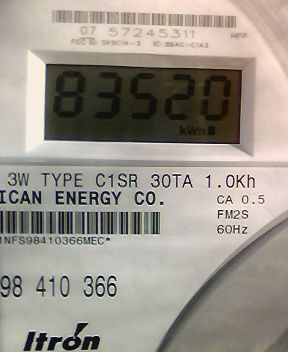 07 57245311
83520
kWh
3W TYPE C1SR 30TA 1.0Kh
ICAN ENERGY CO. CA 0.5
FM2S
60Hz
1NFS98410366MEC*
98 410 366
Itron